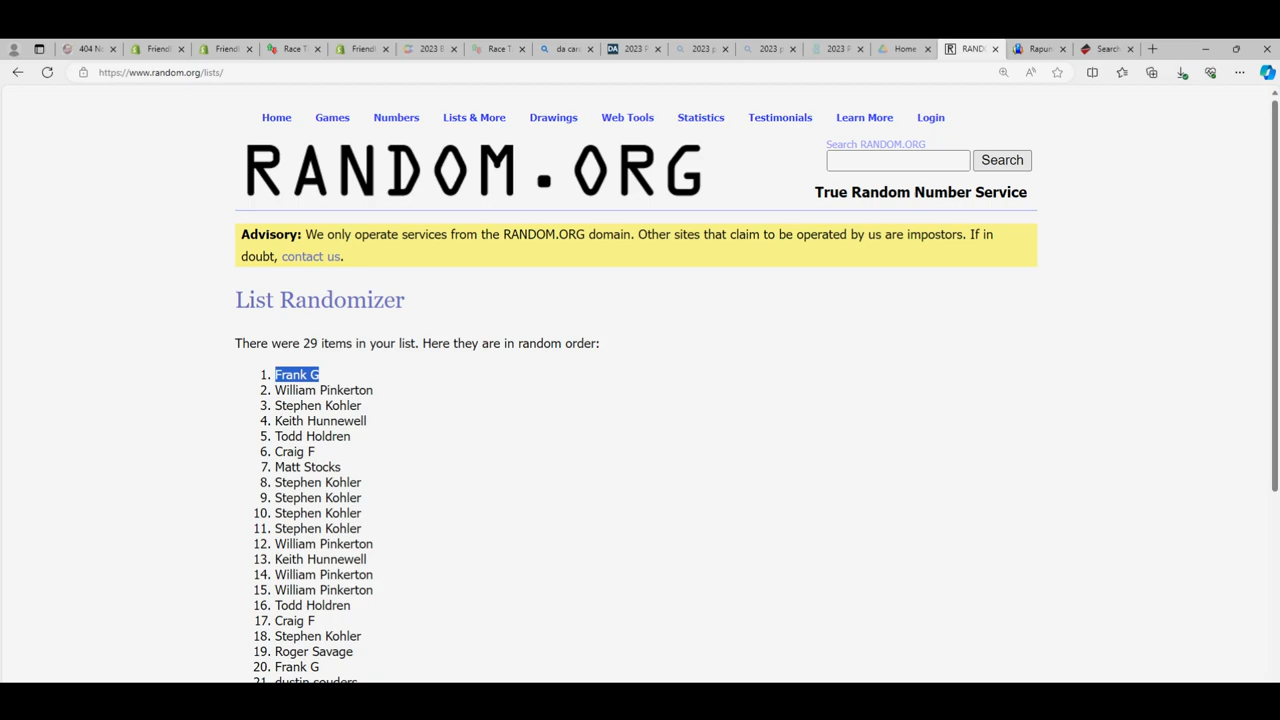 404 No
Friendl
Friendl
Race T
Friendl
2023 B
Race T
da car
2023 P
2023 p
2023 p
2023 R
Home
RAND
Rapun
Search
https://www.random.org/lists/
Home Games Numbers Lists & More Drawings Web Tools Statistics Testimonials Learn More Login
RANDOM.ORG
Search RANDOM.ORG
Search
True Random Number Service
Advisory: We only operate services from the RANDOM.ORG domain. Other sites that claim to be operated by us are impostors. If in
doubt, contact us.
List Randomizer
There were 29 items in your list. Here they are in random order:
1. Frank G
2. William Pinkerton
3. Stephen Kohler
4. Keith Hunnewell
5. Todd Holdren
6. Craig F
7. Matt Stocks
8. Stephen Kohler
9. Stephen Kohler
10. Stephen Kohler
11. Stephen Kohler
12. William Pinkerton
13. Keith Hunnewell
14. William Pinkerton
15. William Pinkerton
16. Todd Holdren
17. Craig F
18. Stephen Kohler
19. Roger Savage
20. Frank G
21. dustin souders